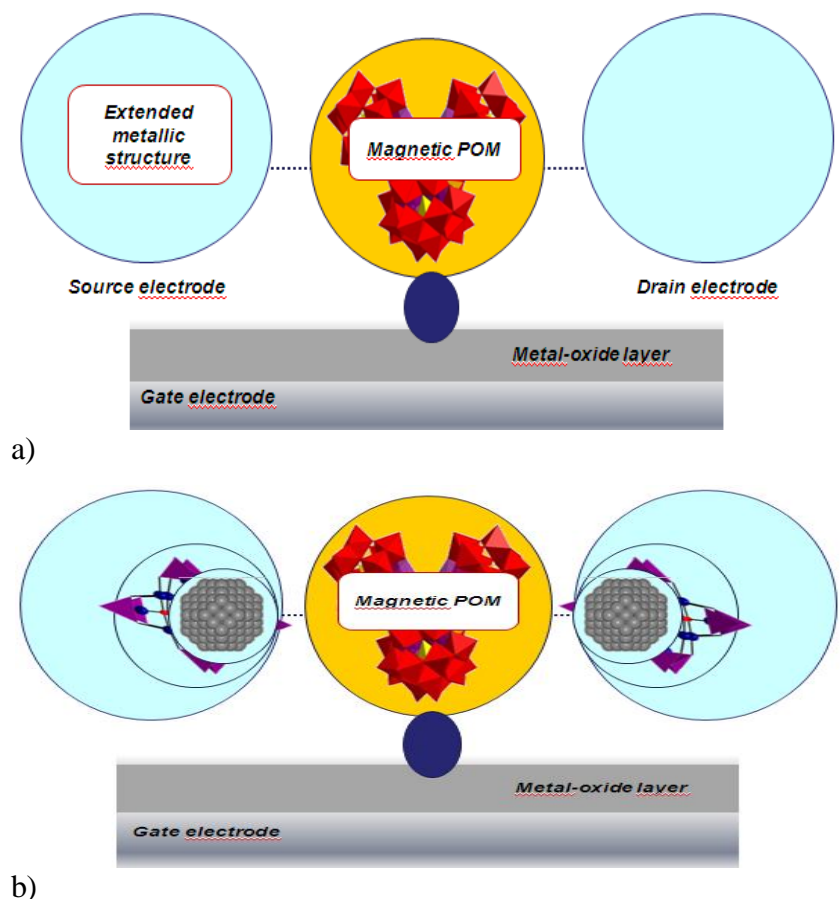 Extended
metallic
structure
Magnetic POM
Source electrode
Drain electrode
Metal-oxide layer
Gate electrode
a)
Magnetic POM
Metal-oxide layer
Gate electrode
b)